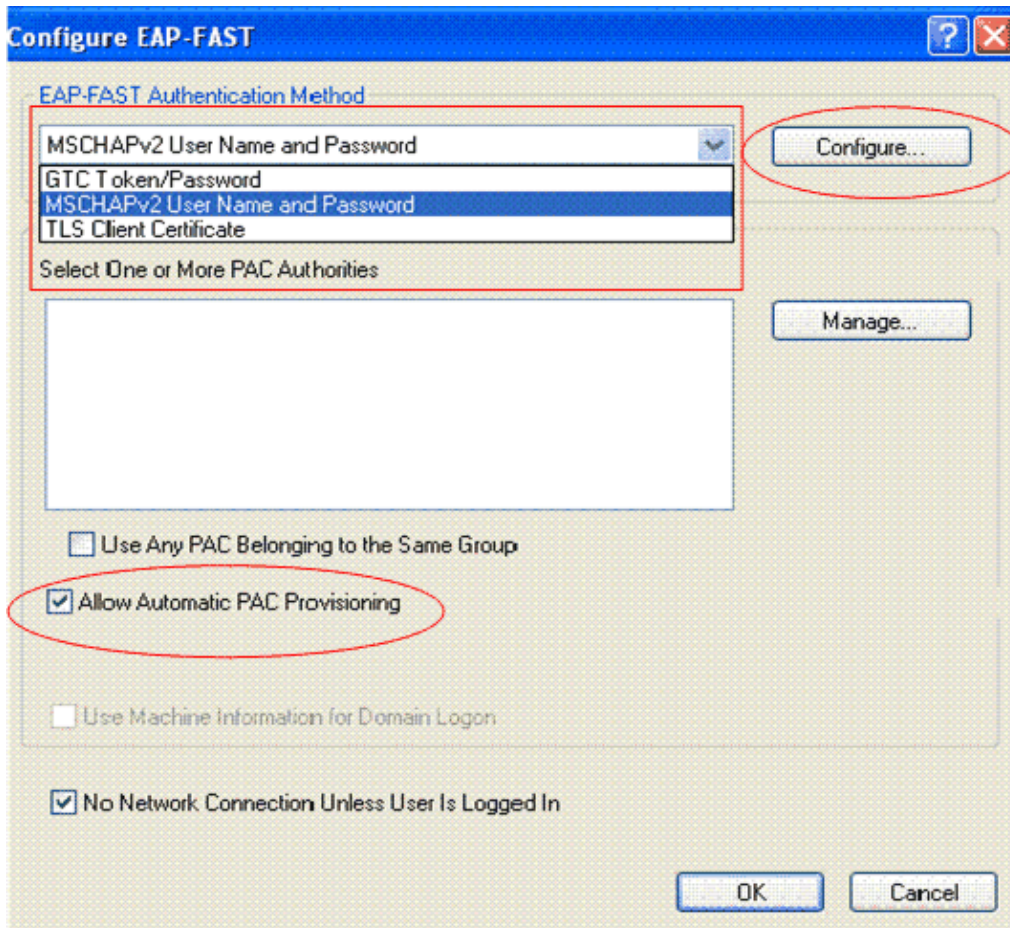 Configure EAP-FAST
EAP-FAST Authentication Method
MSCHAPv2 User Name and Password
Configure...
GTC Token/Password
MSCHAPv2 User Name and Password
TLS Client Certificate
Select One or More PAC Authorities
Manage...
Use Any PAC Belonging to the Same Group
Allow Automatic PAC Provisioning
Use Machine Information for Domain Logon
No Network Connection Unless User Is Logged In
OK
Cancel